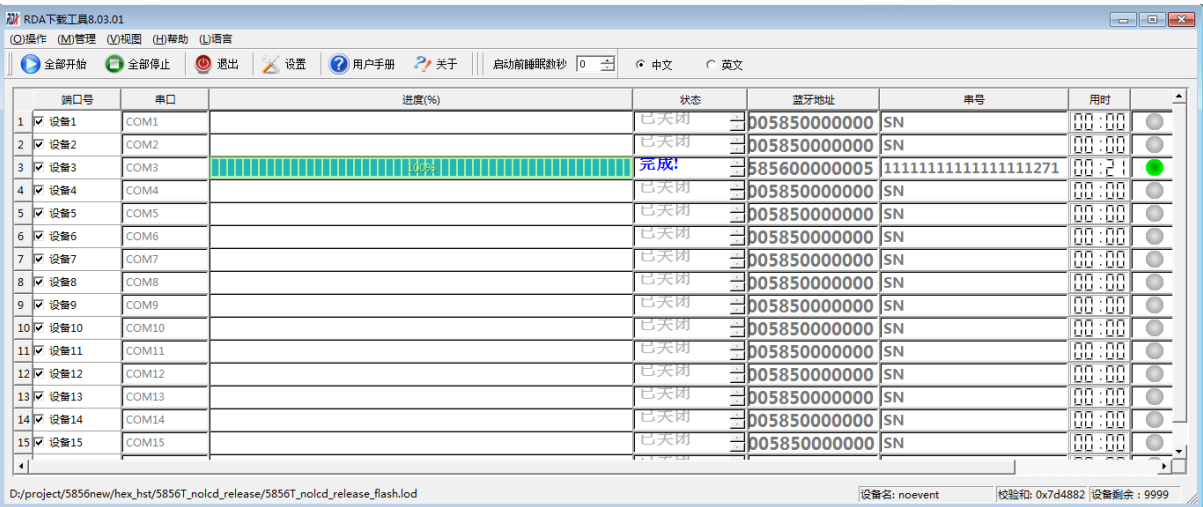 RDA下载工具8.03.01
(O)操作 (M)管理 (V)视图 (H)帮助 (L)语言
全部开始 全部停止 退出 设置 用户手册 关于 启动前睡眠数秒 0 中文 英文
端口号 串口 进度(%) 状态 蓝牙地址 串号 用时
1 设备1 COM1 已关闭 005850000000 SN 00:00
2 设备2 COM2 已关闭 005850000000 SN 00:00
3 设备3 COM3 100% 完成! 585600000005 11111111111111111271 00:21
4 设备4 COM4 已关闭 005850000000 SN 00:00
5 设备5 COM5 已关闭 005850000000 SN 00:00
6 设备6 COM6 已关闭 005850000000 SN 00:00
7 设备7 COM7 已关闭 005850000000 SN 00:00
8 设备8 COM8 已关闭 005850000000 SN 00:00
9 设备9 COM9 已关闭 005850000000 SN 00:00
10 设备10 COM10 已关闭 005850000000 SN 00:00
11 设备11 COM11 已关闭 005850000000 SN 00:00
12 设备12 COM12 已关闭 005850000000 SN 00:00
13 设备13 COM13 已关闭 005850000000 SN 00:00
14 设备14 COM14 已关闭 005850000000 SN 00:00
15 设备15 COM15 已关闭 005850000000 SN 00:00
D:/project/5856new/hex_hst/5856T_nolcd_release/5856T_nolcd_release_flash.lod 设备名: noevent 校验和: 0x7d4882 设备剩余 : 9999